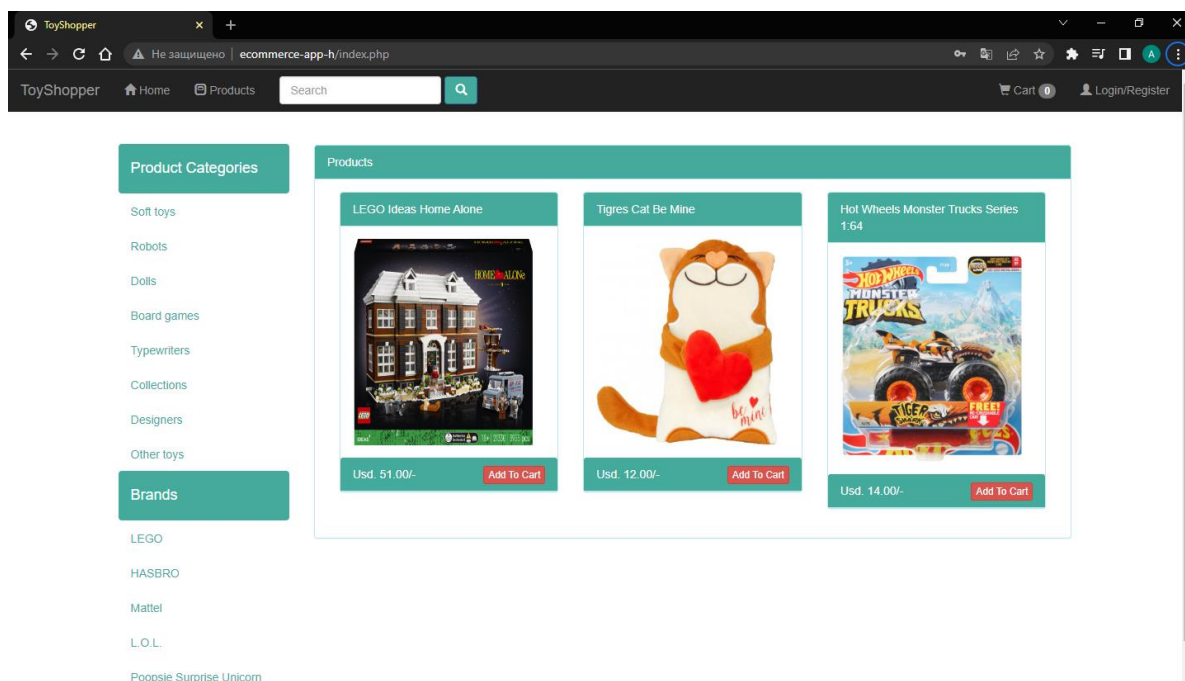 ToyShopper
Не защищено | ecommerce-app-h/index.php
A
ToyShopper Home Products Search Cart 0 Login/Register
Product Categories
Soft toys
Robots
Dolls
Board games
Typewriters
Collections
Designers
Other toys
Brands
LEGO
HASBRO
Mattel
L.O.L.
Poopsie Surprise Unicorn
Products
LEGO Ideas Home Alone
HOME ALONe
LEGO
Usd. 51.00/-
Add To Cart
Tigres Cat Be Mine
be
mine
Usd. 12.00/-
Add To Cart
Hot Wheels Monster Trucks Series
1:64
HOT WHEELS
MONSTER
TRUCKS
TIGER
FREE!
Usd. 14.00/-
Add To Cart